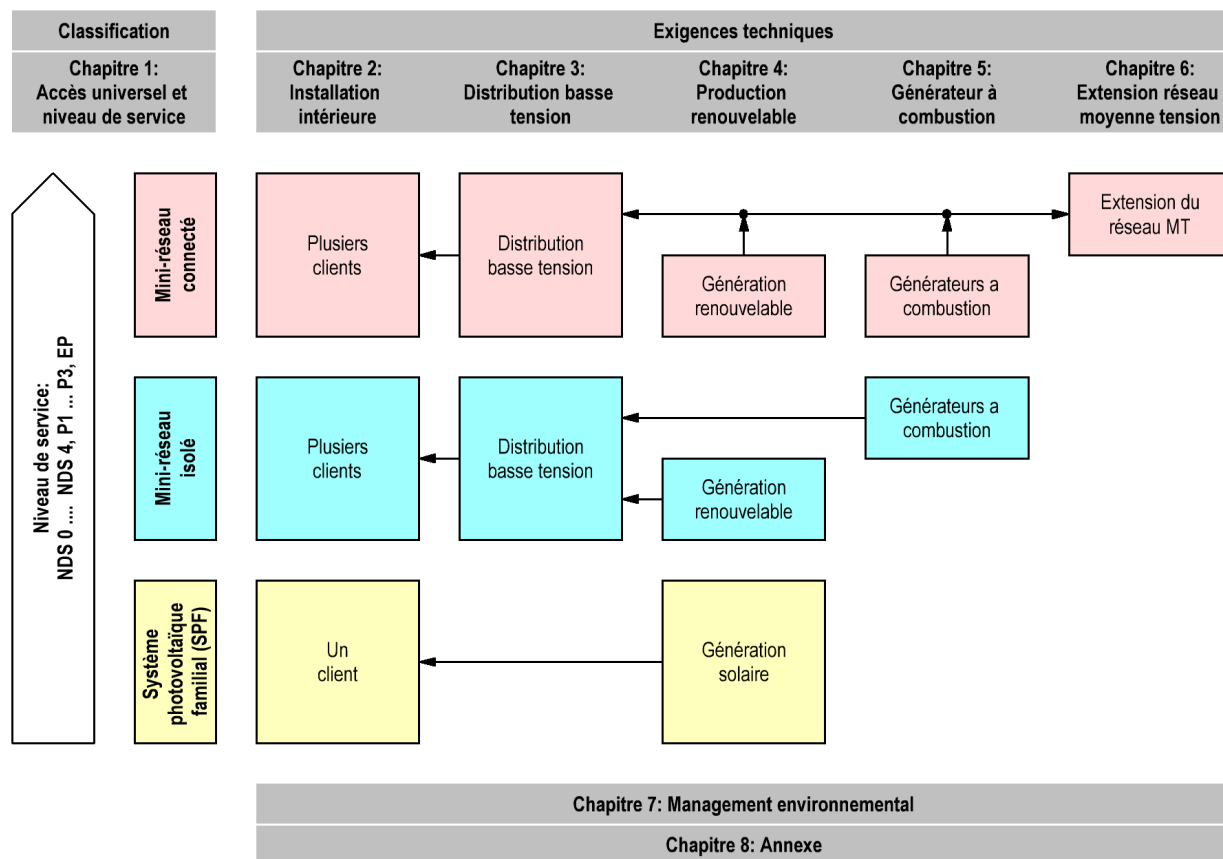 Classification
Exigences techniques
Chapitre 1:
Accès universel et
niveau de service
Chapitre 2:
Installation
intérieure
Chapitre 3:
Distribution basse
tension
Chapitre 4:
Production
renouvelable
Chapitre 5:
Générateur à
combustion
Chapitre 6:
Extension réseau
moyenne tension
Niveau de service:
NDS 0 .... NDS 4, P1 ... P3, EP
Mini-réseau
connecté
Plusiers
clients
Distribution
basse tension
Génération
renouvelable
Générateurs a
combustion
Extension du
réseau MT
Mini-réseau
isolé
Plusiers
clients
Distribution
basse tension
Génération
renouvelable
Générateurs a
combustion
Système
photovoltaïque
familial (SPF)
Un
client
Génération
solaire
Chapitre 7: Management environnemental
Chapitre 8: Annexe